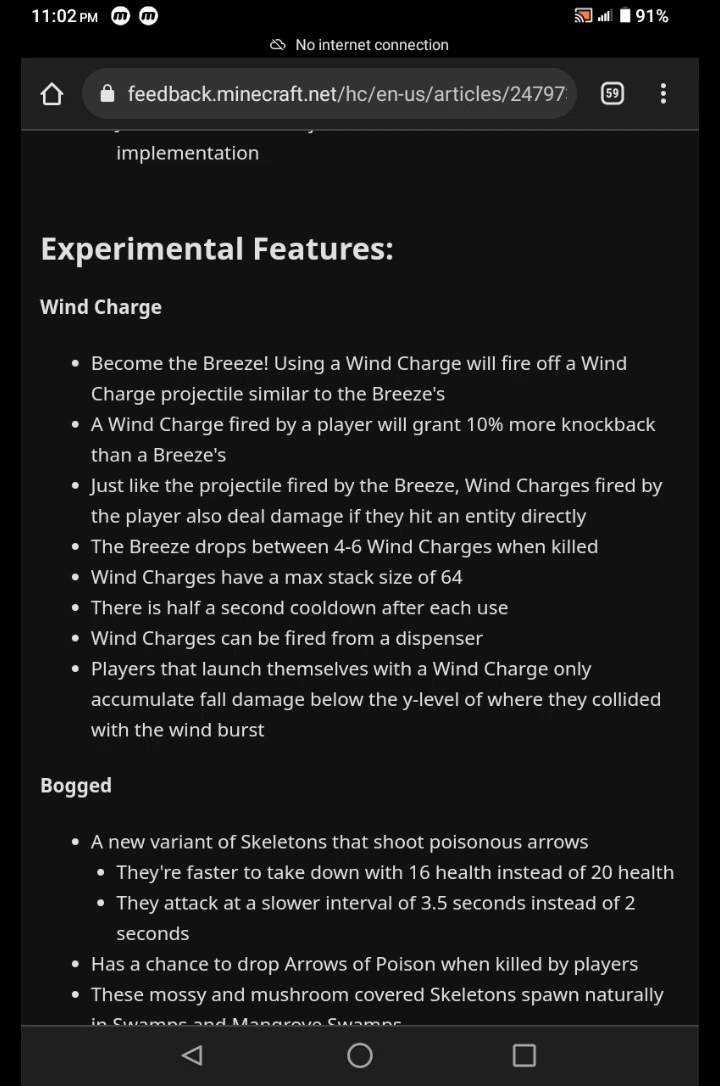 11:02 PM
91%
No internet connection
feedback.minecraft.net/hc/en-us/articles/24797
59
implementation
Experimental Features:
Wind Charge
• Become the Breeze! Using a Wind Charge will fire off a Wind
Charge projectile similar to the Breeze's
• A Wind Charge fired by a player will grant 10% more knockback
than a Breeze's
• Just like the projectile fired by the Breeze, Wind Charges fired by
the player also deal damage if they hit an entity directly
• The Breeze drops between 4-6 Wind Charges when killed
• Wind Charges have a max stack size of 64
• There is half a second cooldown after each use
• Wind Charges can be fired from a dispenser
• Players that launch themselves with a Wind Charge only
accumulate fall damage below the y-level of where they collided
with the wind burst
Bogged
• A new variant of Skeletons that shoot poisonous arrows
• They're faster to take down with 16 health instead of 20 health
• They attack at a slower interval of 3.5 seconds instead of 2
seconds
• Has a chance to drop Arrows of Poison when killed by players
• These mossy and mushroom covered Skeletons spawn naturally
in Swamps and Mangrove Swamps